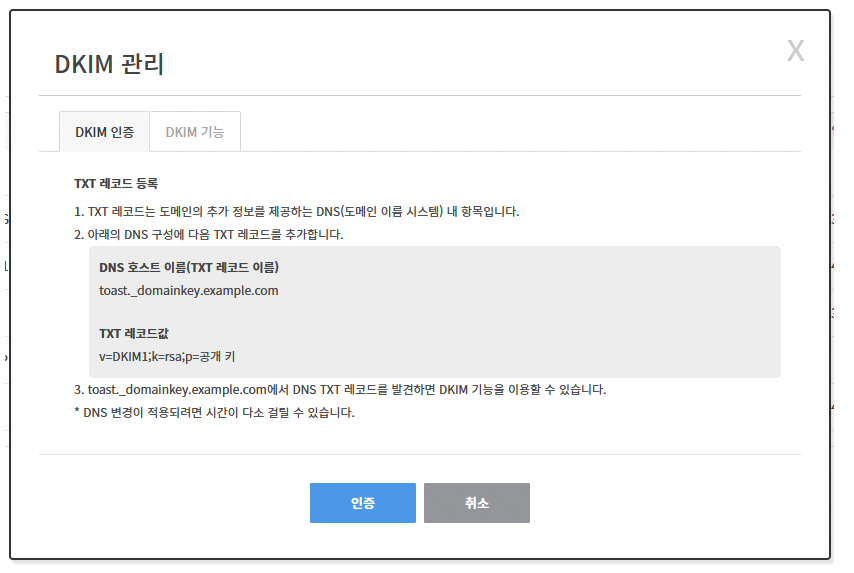 DKIM 관리
X
DKIM 인증
DKIM 기능
TXT 레코드 등록
1. TXT 레코드는 도메인의 추가 정보를 제공하는 DNS(도메인 이름 시스템) 내 항목입니다.
2. 아래의 DNS 구성에 다음 TXT 레코드를 추가합니다.
DNS 호스트 이름(TXT 레코드 이름)
toast._domainkey.example.com
TXT 레코드값
v=DKIM1;k=rsa;p=공개 키
3. toast._domainkey.example.com에서 DNS TXT 레코드를 발견하면 DKIM 기능을 이용할 수 있습니다.
* DNS 변경이 적용되려면 시간이 다소 걸릴 수 있습니다.
인증
취소